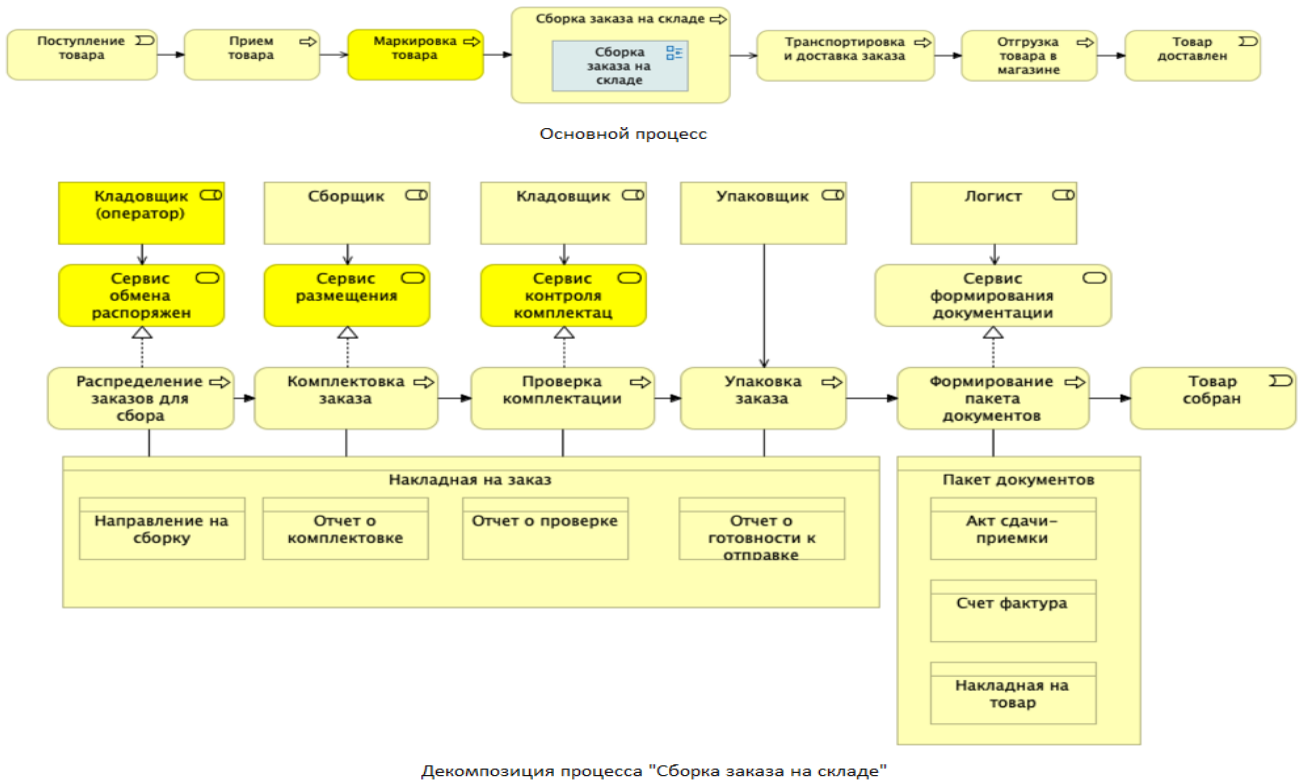 Поступление
товара
Прием
товара
Маркировка
товара
Сборка заказа на складе
Сборка
заказа на
складе
Транспортировка
и доставка заказа
Отгрузка
товара в
магазине
Товар
доставлен
Основной процесс
Кладовщик
(оператор)
Сборщик
Кладовщик
Упаковщик
Логист
Сервис
обмена
распоряжен
Сервис
размещения
Сервис
контроля
комплектац
Сервис
формирования
документации
Распределение
заказов для
сбора
Комплектовка
заказа
Проверка
комплектации
Упаковка
заказа
Формирование
пакета
документов
Товар
собран
Накладная на заказ
Направление на
сборку
Отчет о
комплектовке
Отчет о проверке
Отчет о
готовности к
отправке
Пакет документов
Акт сдачи-
приемки
Счет фактура
Накладная на
товар
Декомпозиция процесса "Сборка заказа на складе"